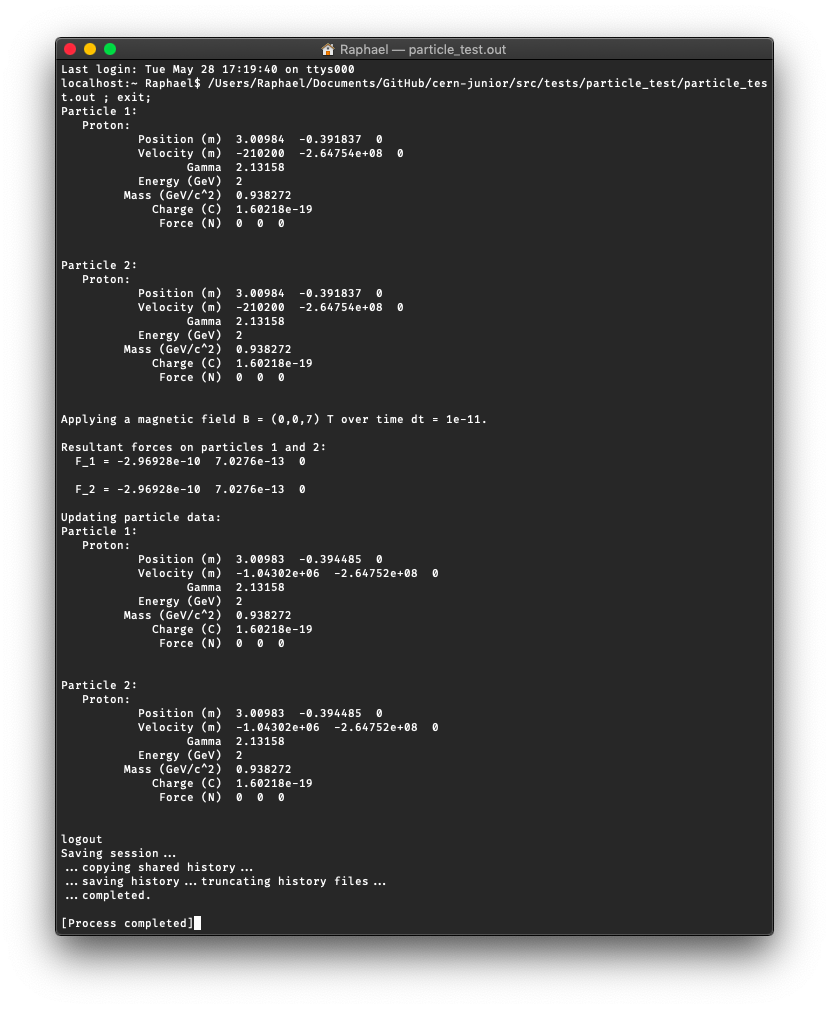 Raphael — particle_test.out
Last login: Tue May 28 17:19:40 on ttys000
localhost:~ Raphael$ /Users/Raphael/Documents/GitHub/cern-junior/src/tests/particle_test/particle_tes
t.out ; exit;
Particle 1:
Proton:
Position (m) 3.00984 -0.391837 0
Velocity (m) -210200 -2.64754e+08 0
Gamma 2.13158
Energy (GeV) 2
Mass (GeV/c^2) 0.938272
Charge (C) 1.60218e-19
Force (N) 0 0 0
Particle 2:
Proton:
Position (m) 3.00984 -0.391837 0
Velocity (m) -210200 -2.64754e+08 0
Gamma 2.13158
Energy (GeV) 2
Mass (GeV/c^2) 0.938272
Charge (C) 1.60218e-19
Force (N) 0 0 0
Applying a magnetic field B = (0,0,7) T over time dt = 1e-11.
Resultant forces on particles 1 and 2:
F_1 = -2.96928e-10 7.0276e-13 0
F_2 = -2.96928e-10 7.0276e-13 0
Updating particle data:
Particle 1:
Proton:
Position (m) 3.00983 -0.394485 0
Velocity (m) -1.04302e+06 -2.64752e+08 0
Gamma 2.13158
Energy (GeV) 2
Mass (GeV/c^2) 0.938272
Charge (C) 1.60218e-19
Force (N) 0 0 0
Particle 2:
Proton:
Position (m) 3.00983 -0.394485 0
Velocity (m) -1.04302e+06 -2.64752e+08 0
Gamma 2.13158
Energy (GeV) 2
Mass (GeV/c^2) 0.938272
Charge (C) 1.60218e-19
Force (N) 0 0 0
logout
Saving session...
...copying shared history...
...saving history...truncating history files...
...completed.
[Process completed]